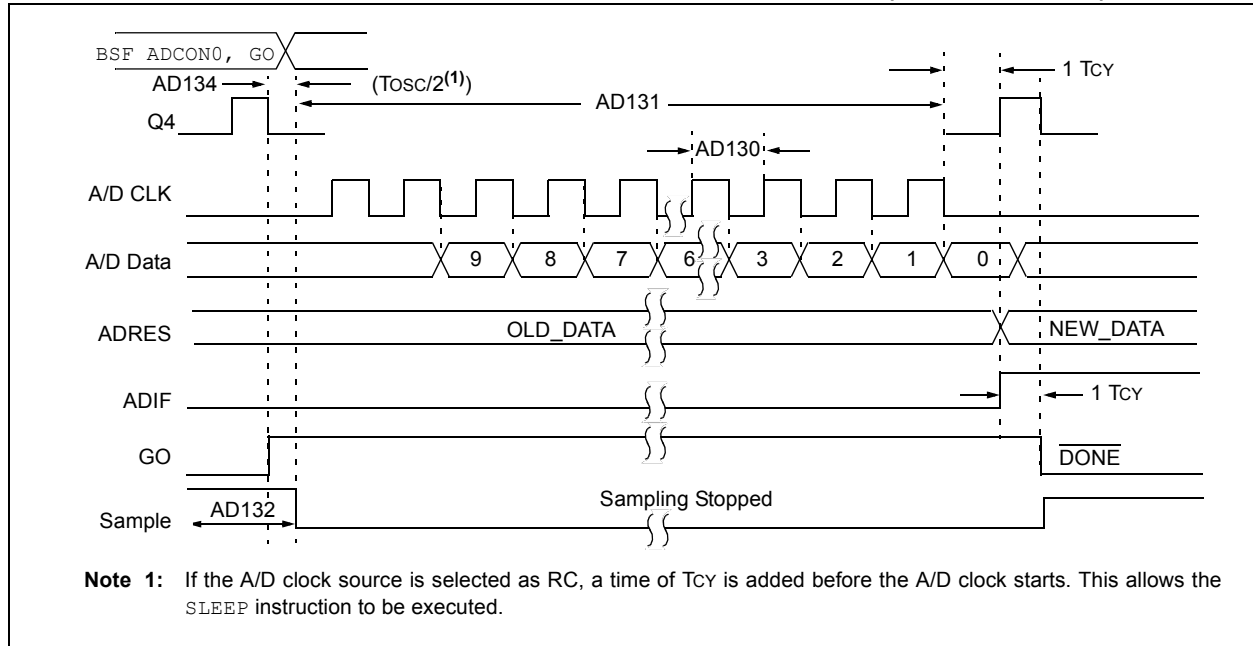 BSF ADCON0, GO
AD134 (TOSC/2(1)) 1 TCY
AD131
Q4
AD130
A/D CLK
A/D Data 9 8 7 6 3 2 1 0
ADRES OLD_DATA NEW_DATA
ADIF 1 TCY
GO DONE
Sample AD132 Sampling Stopped
Note 1: If the A/D clock source is selected as RC, a time of TCY is added before the A/D clock starts. This allows the
SLEEP instruction to be executed.